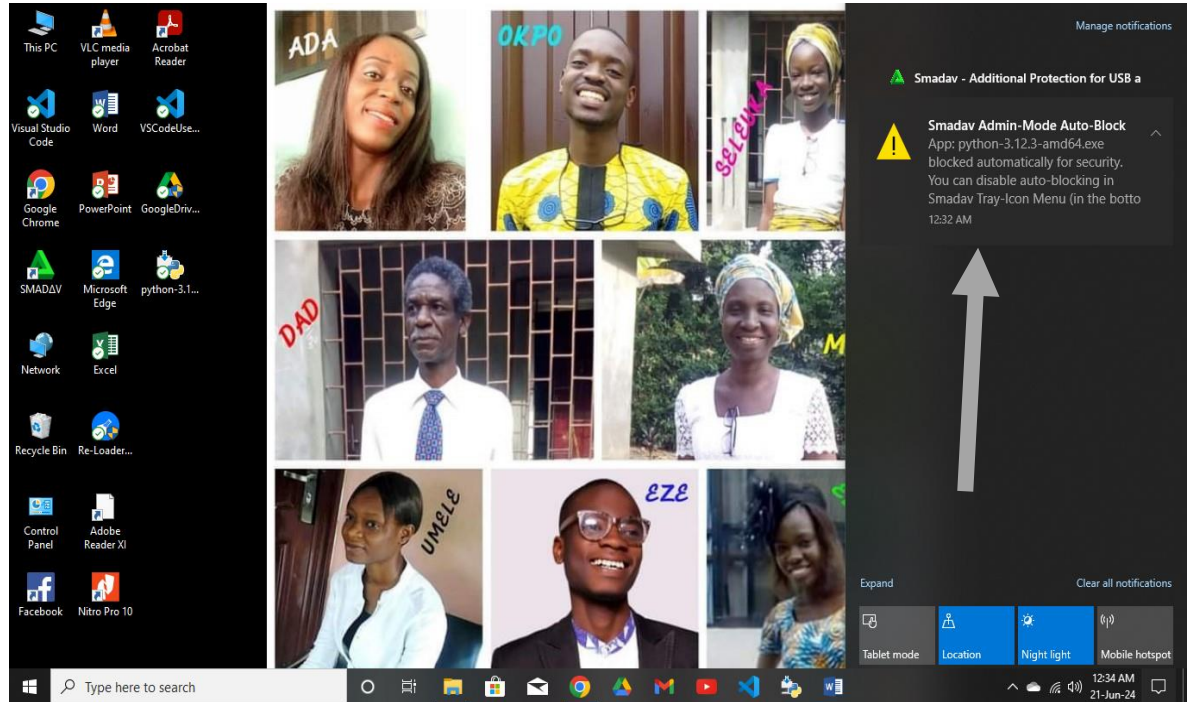 This PC
VLC media
player
Acrobat
Reader
Visual Studio
Code
Word
VSCodeUse...
Google
Chrome
PowerPoint
GoogleDriv...
SMADΔV
Microsoft
Edge
python-3.1...
Network
Excel
Recycle Bin
Re-Loader...
Control
Panel
Adobe
Reader XI
Facebook
Nitro Pro 10
ADA
OKPO
SELEUKA
DAD
M
UMELE
EZE
Manage notifications
Smadav - Additional Protection for USB a
Smadav Admin-Mode Auto-Block
App: python-3.12.3-amd64.exe
blocked automatically for security.
You can disable auto-blocking in
Smadav Tray-Icon Menu (in the botto
12:32 AM
Expand
Clear all notifications
Tablet mode
Location
Night light
Mobile hotspot
Type here to search
12:34 AM
21-Jun-24